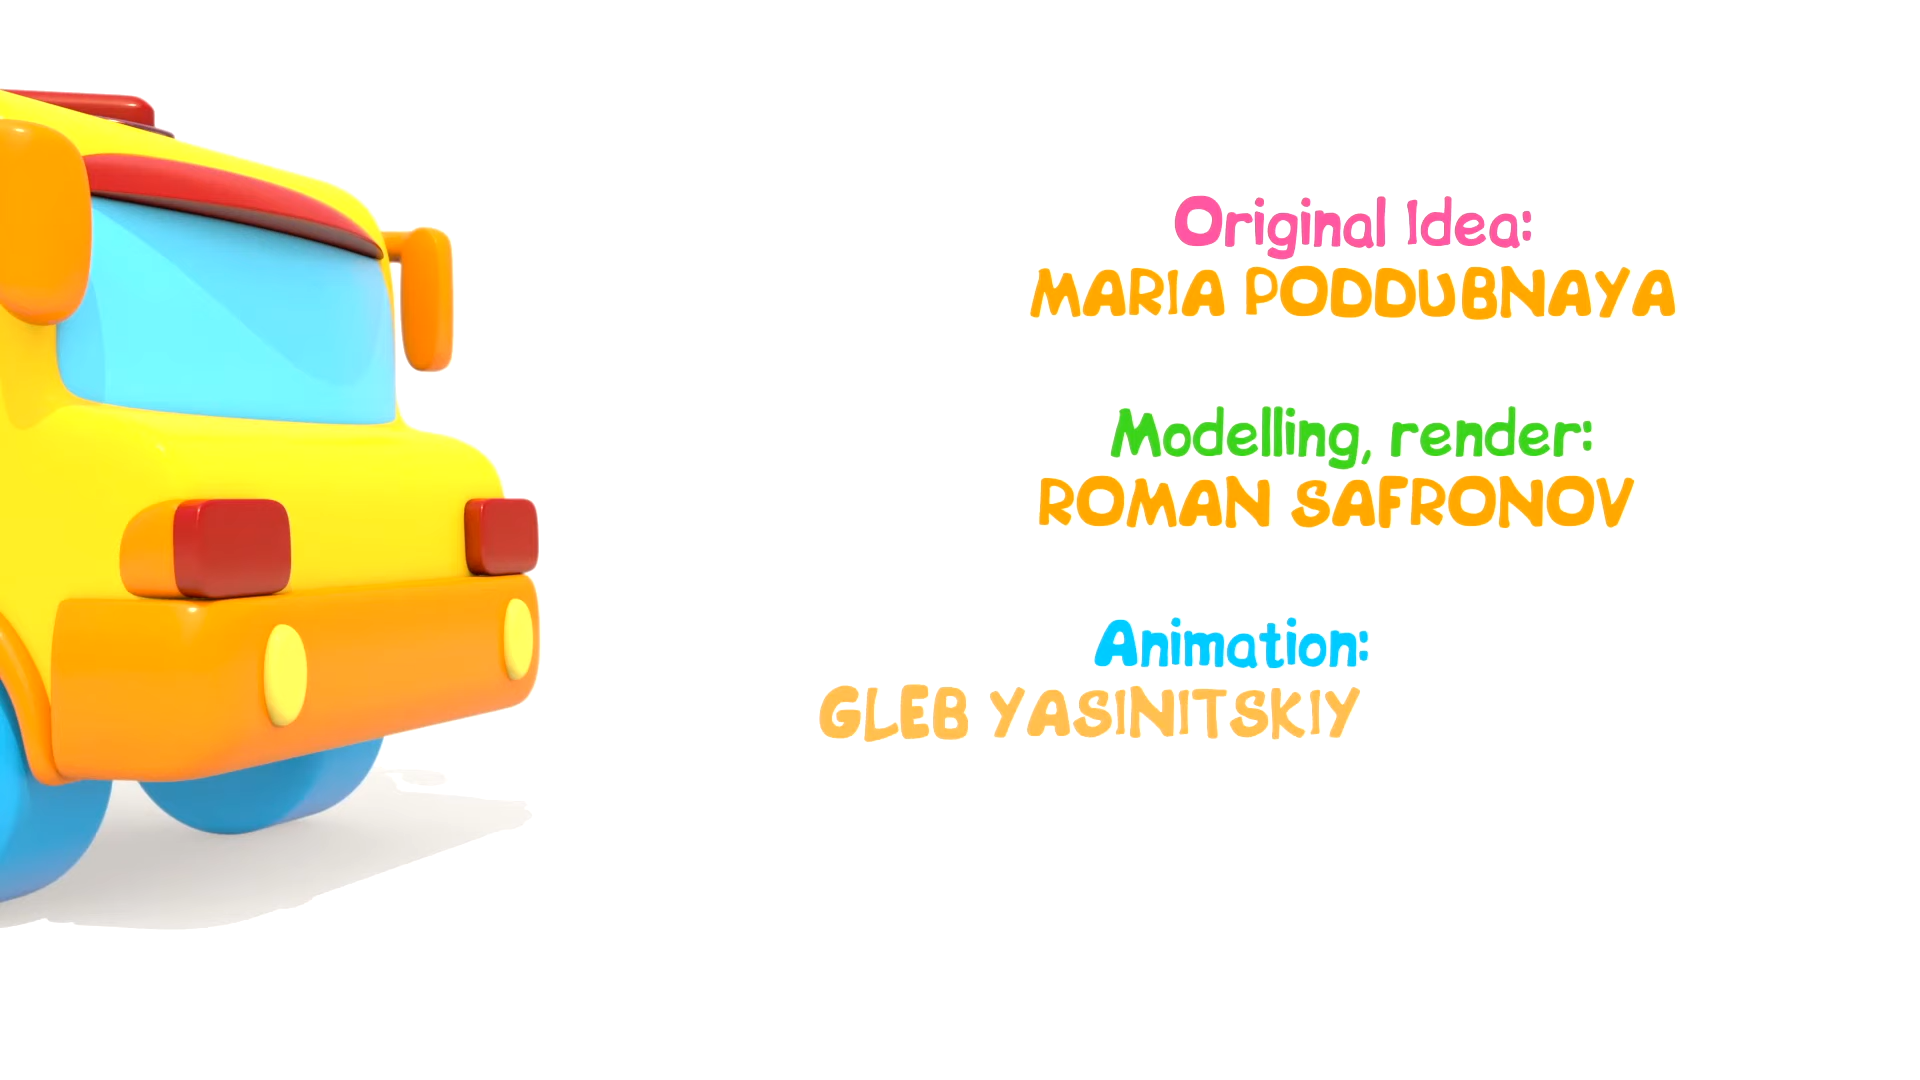 Original Idea:
MARIA PODDUBNAYA
Modelling, render:
ROMAN SAFRONOV
Animation:
GLEB YASINITSKIY